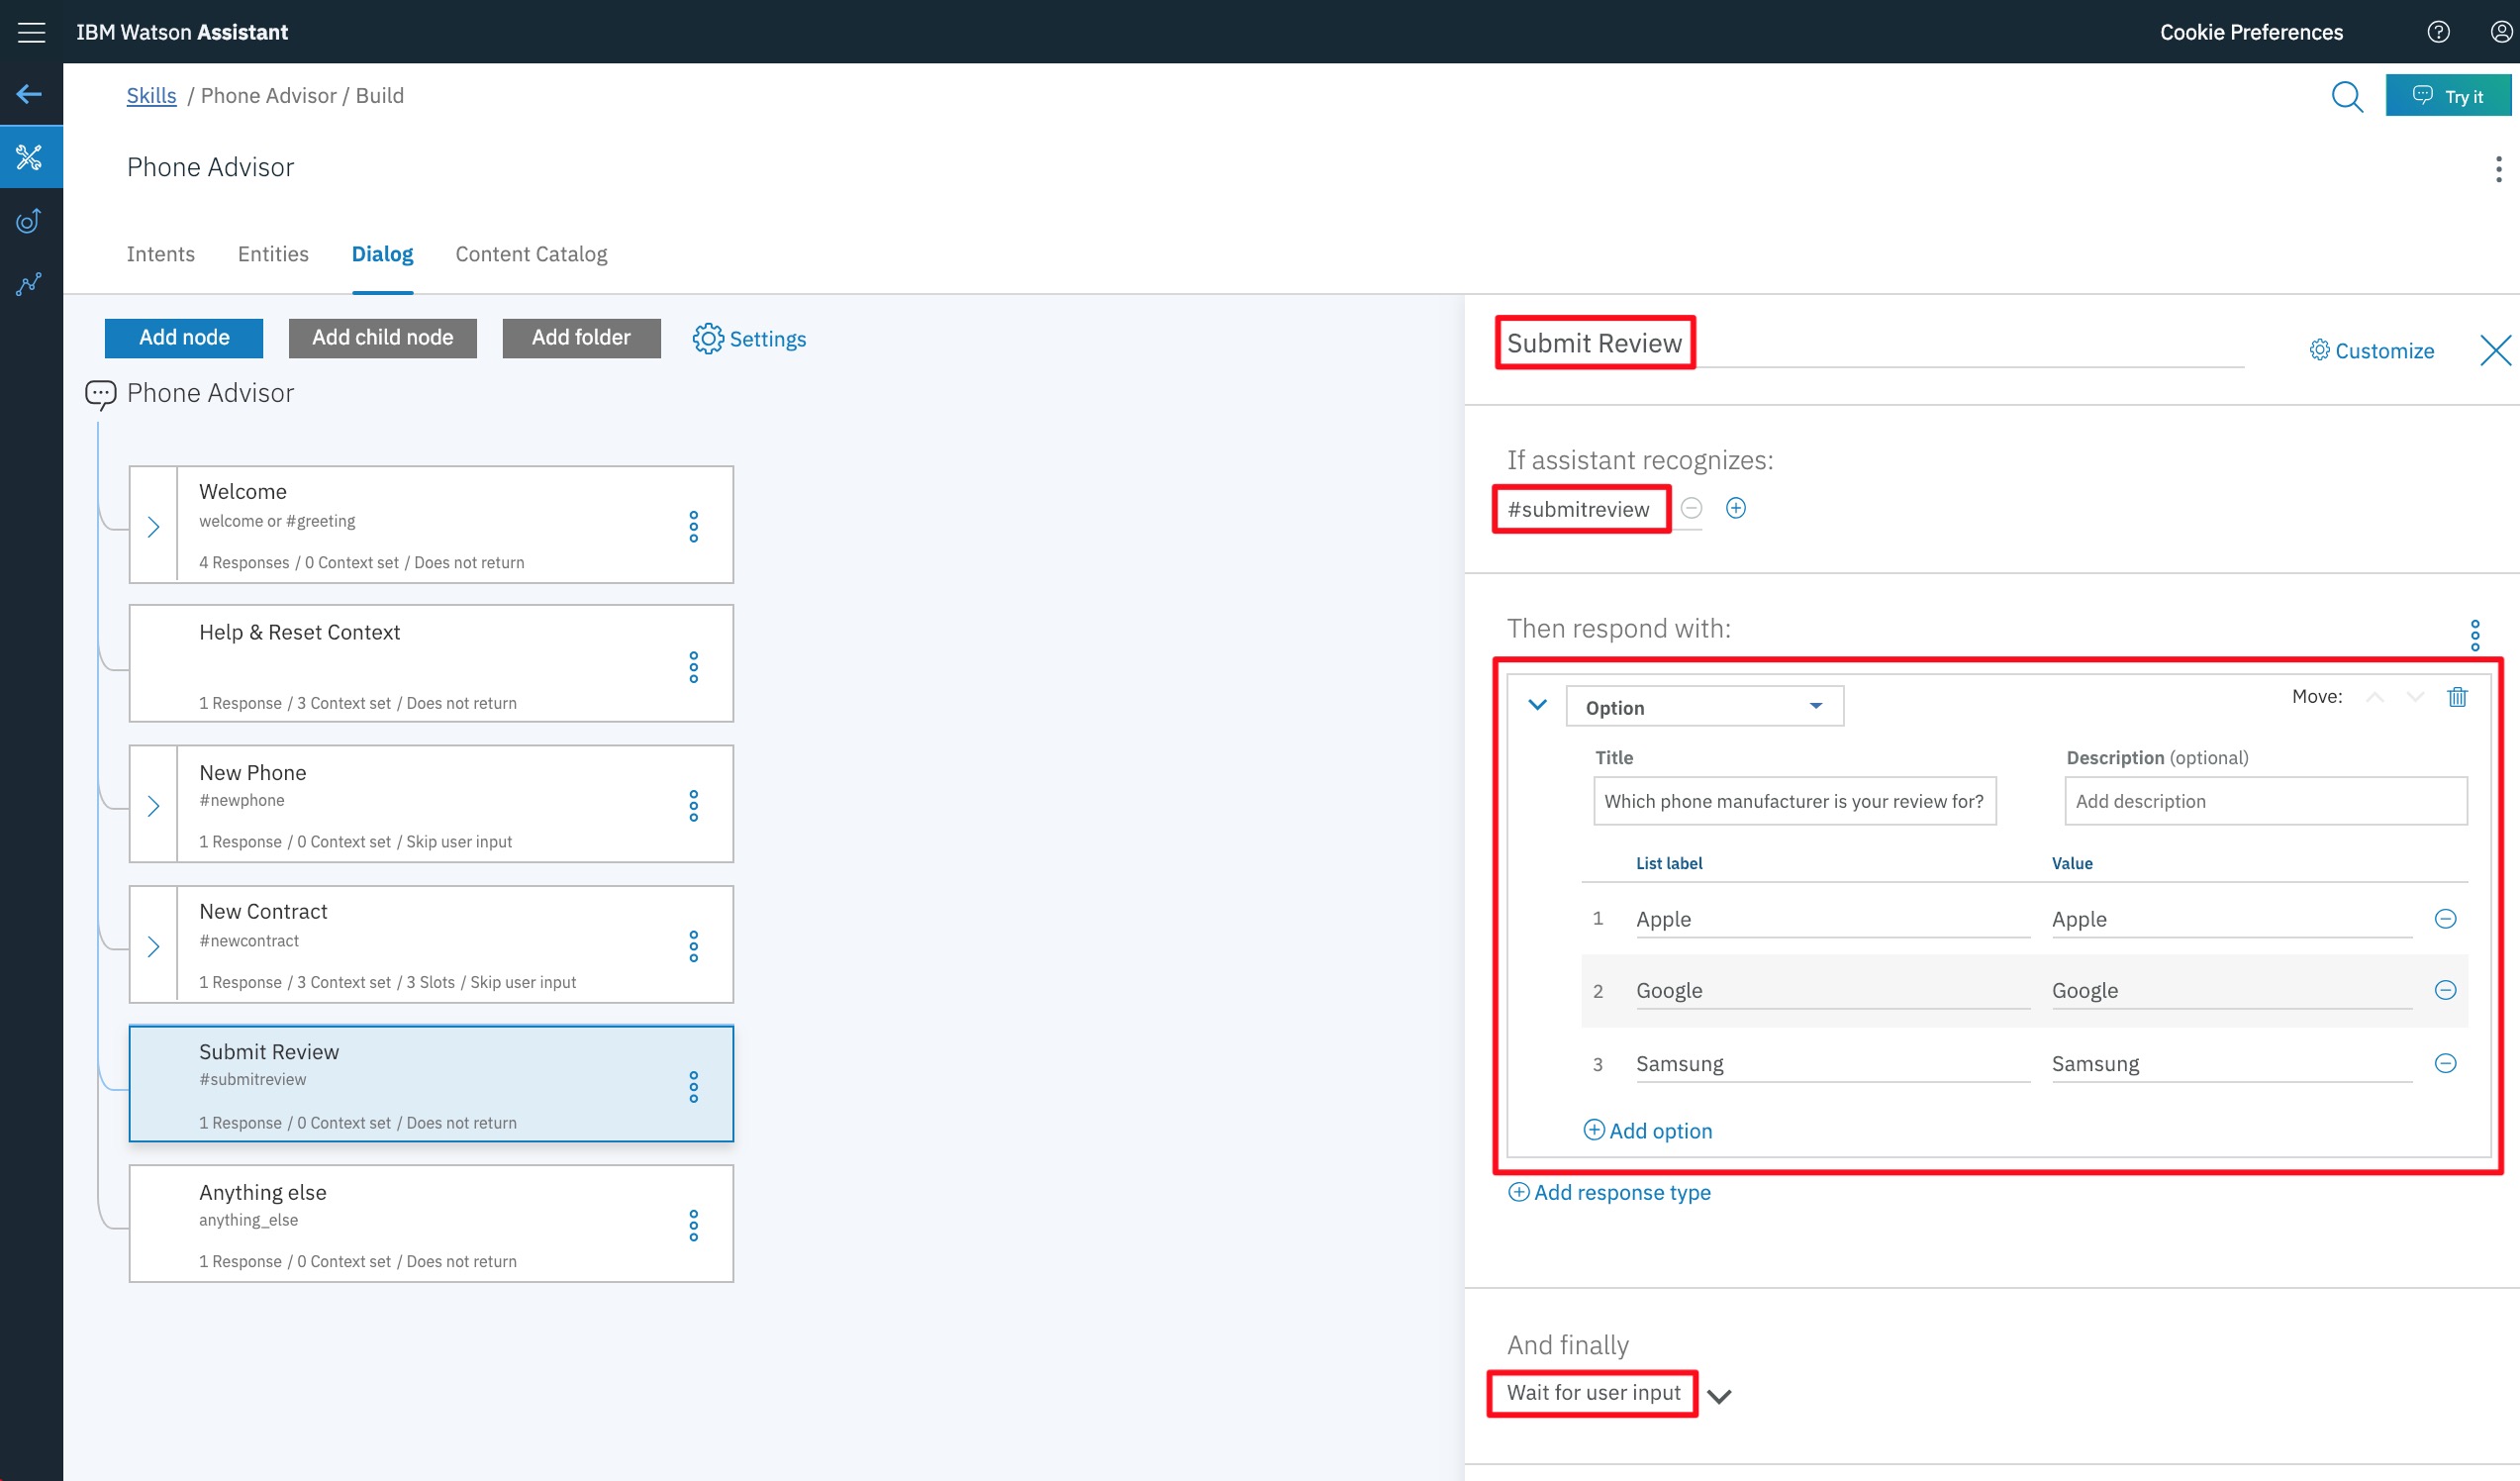 IBM Watson Assistant
Cookie Preferences
Skills / Phone Advisor / Build
Try it
Phone Advisor
Intents
Entities
Dialog
Content Catalog
Add node
Add child node
Add folder
Settings
Phone Advisor
Welcome
welcome or #greeting
4 Responses / 0 Context set / Does not return
Help & Reset Context
1 Response / 3 Context set / Does not return
New Phone
#newphone
1 Response / 0 Context set / Skip user input
New Contract
#newcontract
1 Response / 3 Context set / 3 Slots / Skip user input
Submit Review
#submitreview
1 Response / 0 Context set / Does not return
Anything else
anything_else
1 Response / 0 Context set / Does not return
Submit Review
Customize
If assistant recognizes:
#submitreview
Then respond with:
Option
Move:
Title
Description (optional)
Which phone manufacturer is your review for?
Add description
List label
Value
1 Apple Apple
2 Google Google
3 Samsung Samsung
Add option
Add response type
And finally
Wait for user input